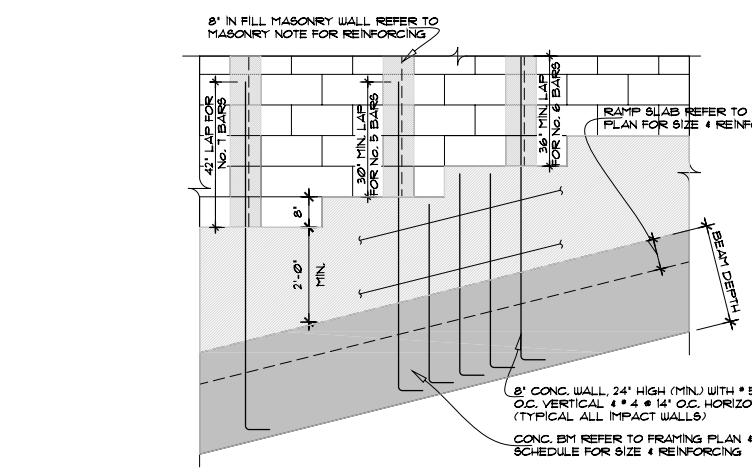 8" IN FILL MASONRY WALL REFER TO
MASONRY NOTE FOR REINFORCING
42" LAP FOR
No. 7 BARS
30" MIN. LAP
FOR No. 5 BARS
36" MIN. LAP
FOR No. 6 BARS
RAMP SLAB REFER TO
PLAN FOR SIZE & REINF
8"
2'-0"
MIN.
BEAM DEPTH
8" CONC. WALL, 24" HIGH (MIN.) WITH # 5
O.C. VERTICAL & # 4 @ 14" O.C. HORIZO
(TYPICAL ALL IMPACT WALLS)
CONC. BM REFER TO FRAMING PLAN &
SCHEDULE FOR SIZE & REINFORCING